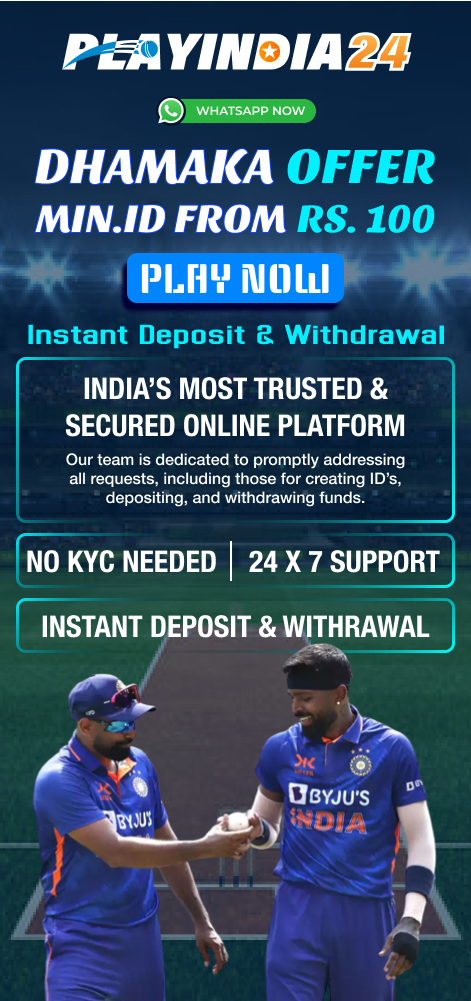 PLAYINDIA24
WHATSAPP NOW
DHAMAKA OFFER
MIN.ID FROM RS. 100
PLAY NOW
Instant Deposit & Withdrawal
INDIA'S MOST TRUSTED &
SECURED ONLINE PLATFORM
Our team is dedicated to promptly addressing
all requests, including those for creating ID's,
depositing, and withdrawing funds.
NO KYC NEEDED | 24 X 7 SUPPORT
INSTANT DEPOSIT & WITHRAWAL
BYJU'S
BYJU'S
INDIA